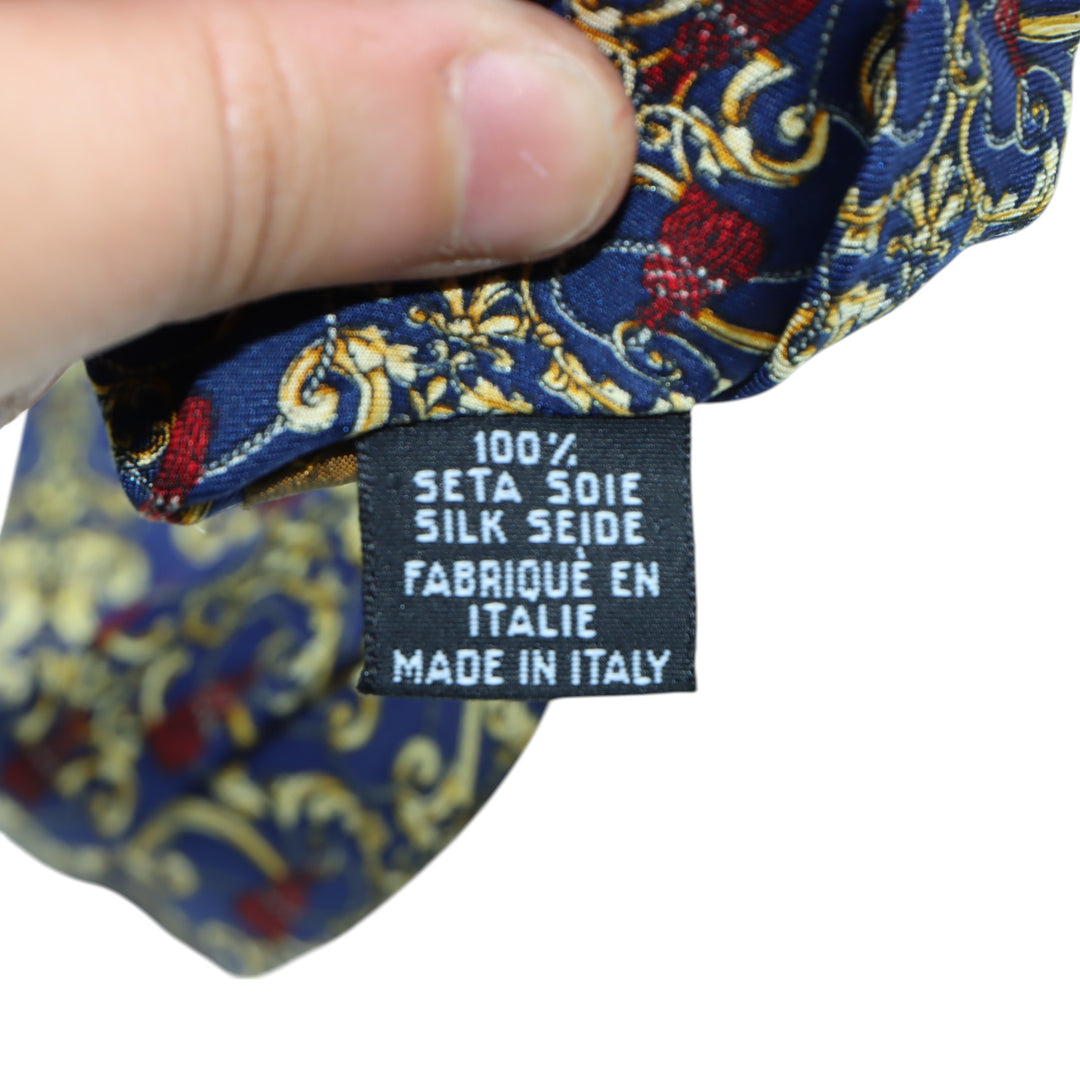 100%
SETA SOIE
SILK SEIDE
FABRIQUÈ EN
ITALIE
MADE IN ITALY